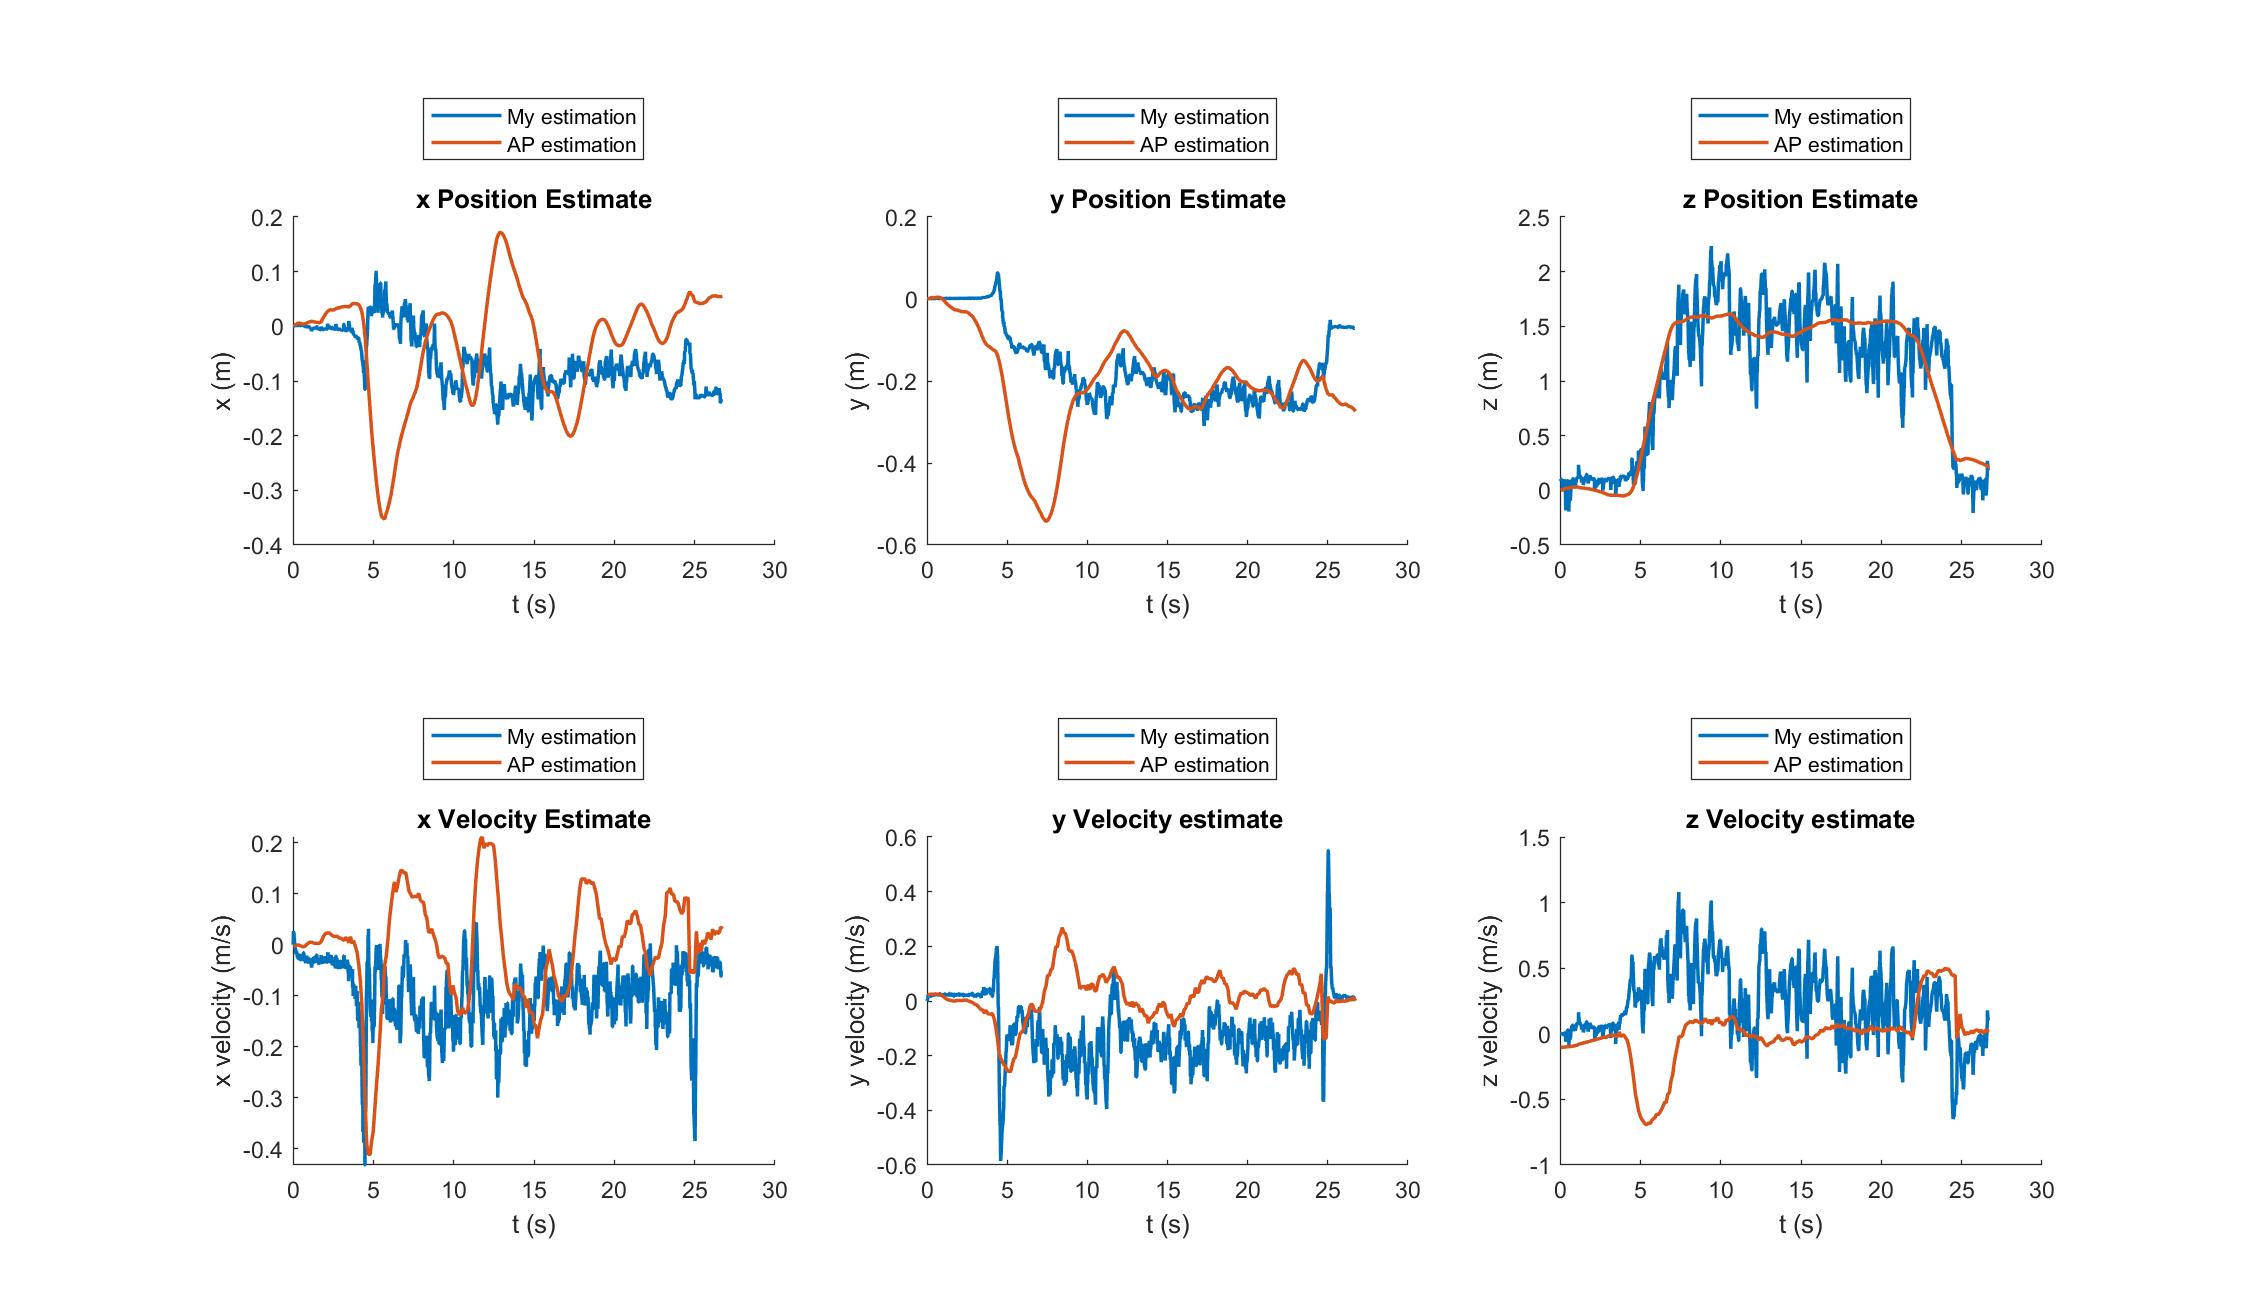 My estimation
AP estimation
x Position Estimate
0.2
0.1
0
-0.1
-0.2
-0.3
-0.4
x (m)
0 5 10 15 20 25 30
t (s)
My estimation
AP estimation
y Position Estimate
0.2
0
-0.2
-0.4
-0.6
y (m)
0 5 10 15 20 25 30
t (s)
My estimation
AP estimation
z Position Estimate
2.5
2
1.5
1
0.5
0
-0.5
z (m)
0 5 10 15 20 25 30
t (s)
My estimation
AP estimation
x Velocity Estimate
0.2
0.1
0
-0.1
-0.2
-0.3
-0.4
x velocity (m/s)
0 5 10 15 20 25 30
t (s)
My estimation
AP estimation
y Velocity estimate
0.6
0.4
0.2
0
-0.2
-0.4
-0.6
y velocity (m/s)
0 5 10 15 20 25 30
t (s)
My estimation
AP estimation
z Velocity estimate
1.5
1
0.5
0
-0.5
-1
z velocity (m/s)
0 5 10 15 20 25 30
t (s)